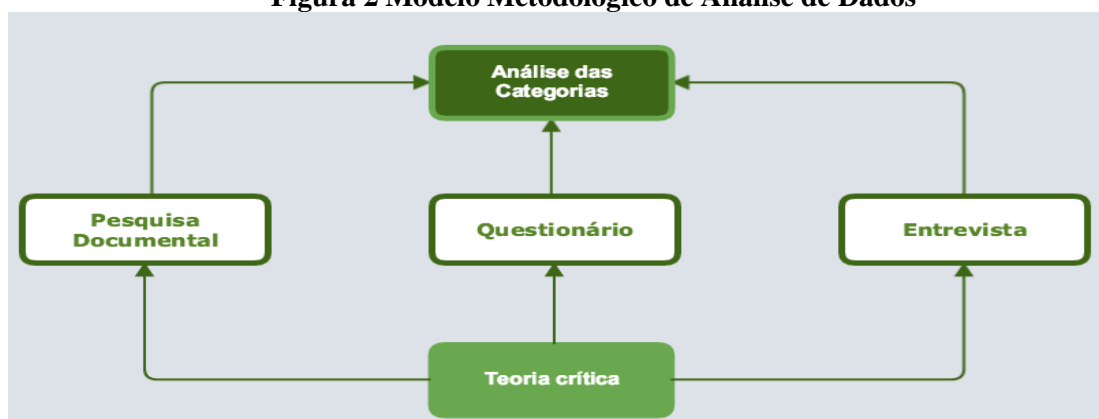 Figura 2 Modelo Metodológico de Análise de Dados
Análise das
Categorias
Pesquisa
Documental
Questionário
Entrevista
Teoria crítica